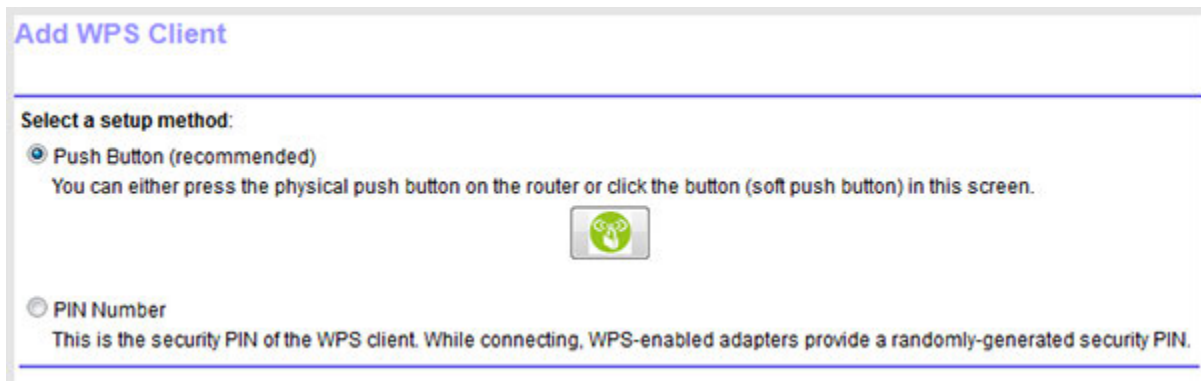 Add WPS Client
Select a setup method:
Push Button (recommended)
You can either press the physical push button on the router or click the button (soft push button) in this screen.
PIN Number
This is the security PIN of the WPS client. While connecting, WPS-enabled adapters provide a randomly-generated security PIN.